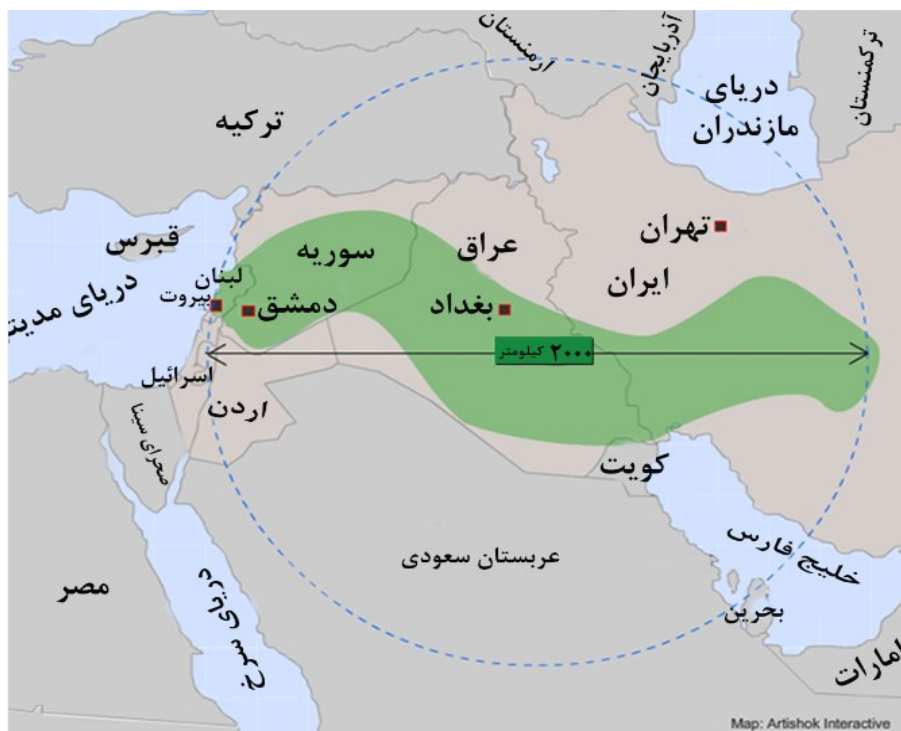 ارمنستان
آذربایجان
ترکمنستان
دریای
مازندران
ترکیه
قبرس
سوریه
عراق
تهران
ایران
لبنان
بیروت
دمشق
بغداد
دریای مدیت
۲۰۰۰ کیلومتر
اسرائیل
اردن
صحرای سینا
کویت
خلیج فارس
عربستان سعودی
مصر
دریای سرخ
بحرین
امارات
Map: Artishok Interactive